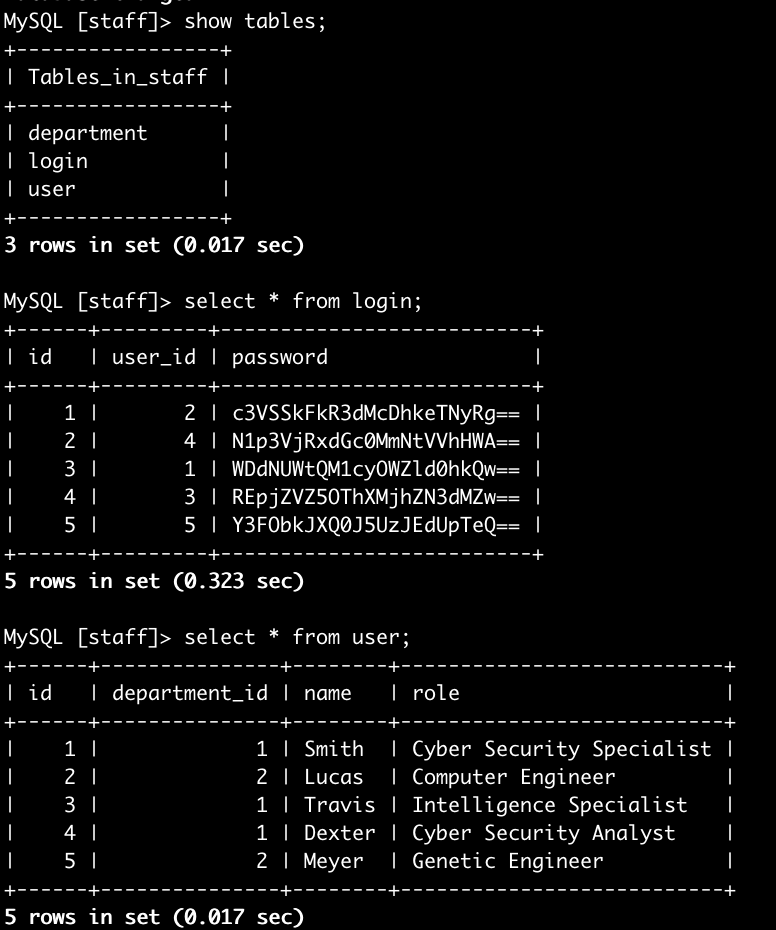 MySQL [staff]> show tables;
+-----------------+
| Tables_in_staff |
+-----------------+
| department      |
| login           |
| user            |
+-----------------+
3 rows in set (0.017 sec)
MySQL [staff]> select * from login;
+------+---------+--------------------------+
| id   | user_id | password                 |
+------+---------+--------------------------+
|    1 |       2 | c3VSSkFkR3dMcDhkeTNyRg== |
|    2 |       4 | N1p3VjRxdGc0MmNtVVhHWA== |
|    3 |       1 | WDdNUWtQM1cyOWZld0hkQw== |
|    4 |       3 | REpjZVZ5OThXMjhZN3dMZw== |
|    5 |       5 | Y3FObkJXQ0J5UzJEdUpTeQ== |
+------+---------+--------------------------+
5 rows in set (0.323 sec)
MySQL [staff]> select * from user;
+------+---------------+--------+---------------------------+
| id   | department_id | name   | role                      |
+------+---------------+--------+---------------------------+
|    1 |             1 | Smith  | Cyber Security Specialist |
|    2 |             2 | Lucas  | Computer Engineer         |
|    3 |             1 | Travis | Intelligence Specialist   |
|    4 |             1 | Dexter | Cyber Security Analyst    |
|    5 |             2 | Meyer  | Genetic Engineer          |
+------+---------------+--------+---------------------------+
5 rows in set (0.017 sec)